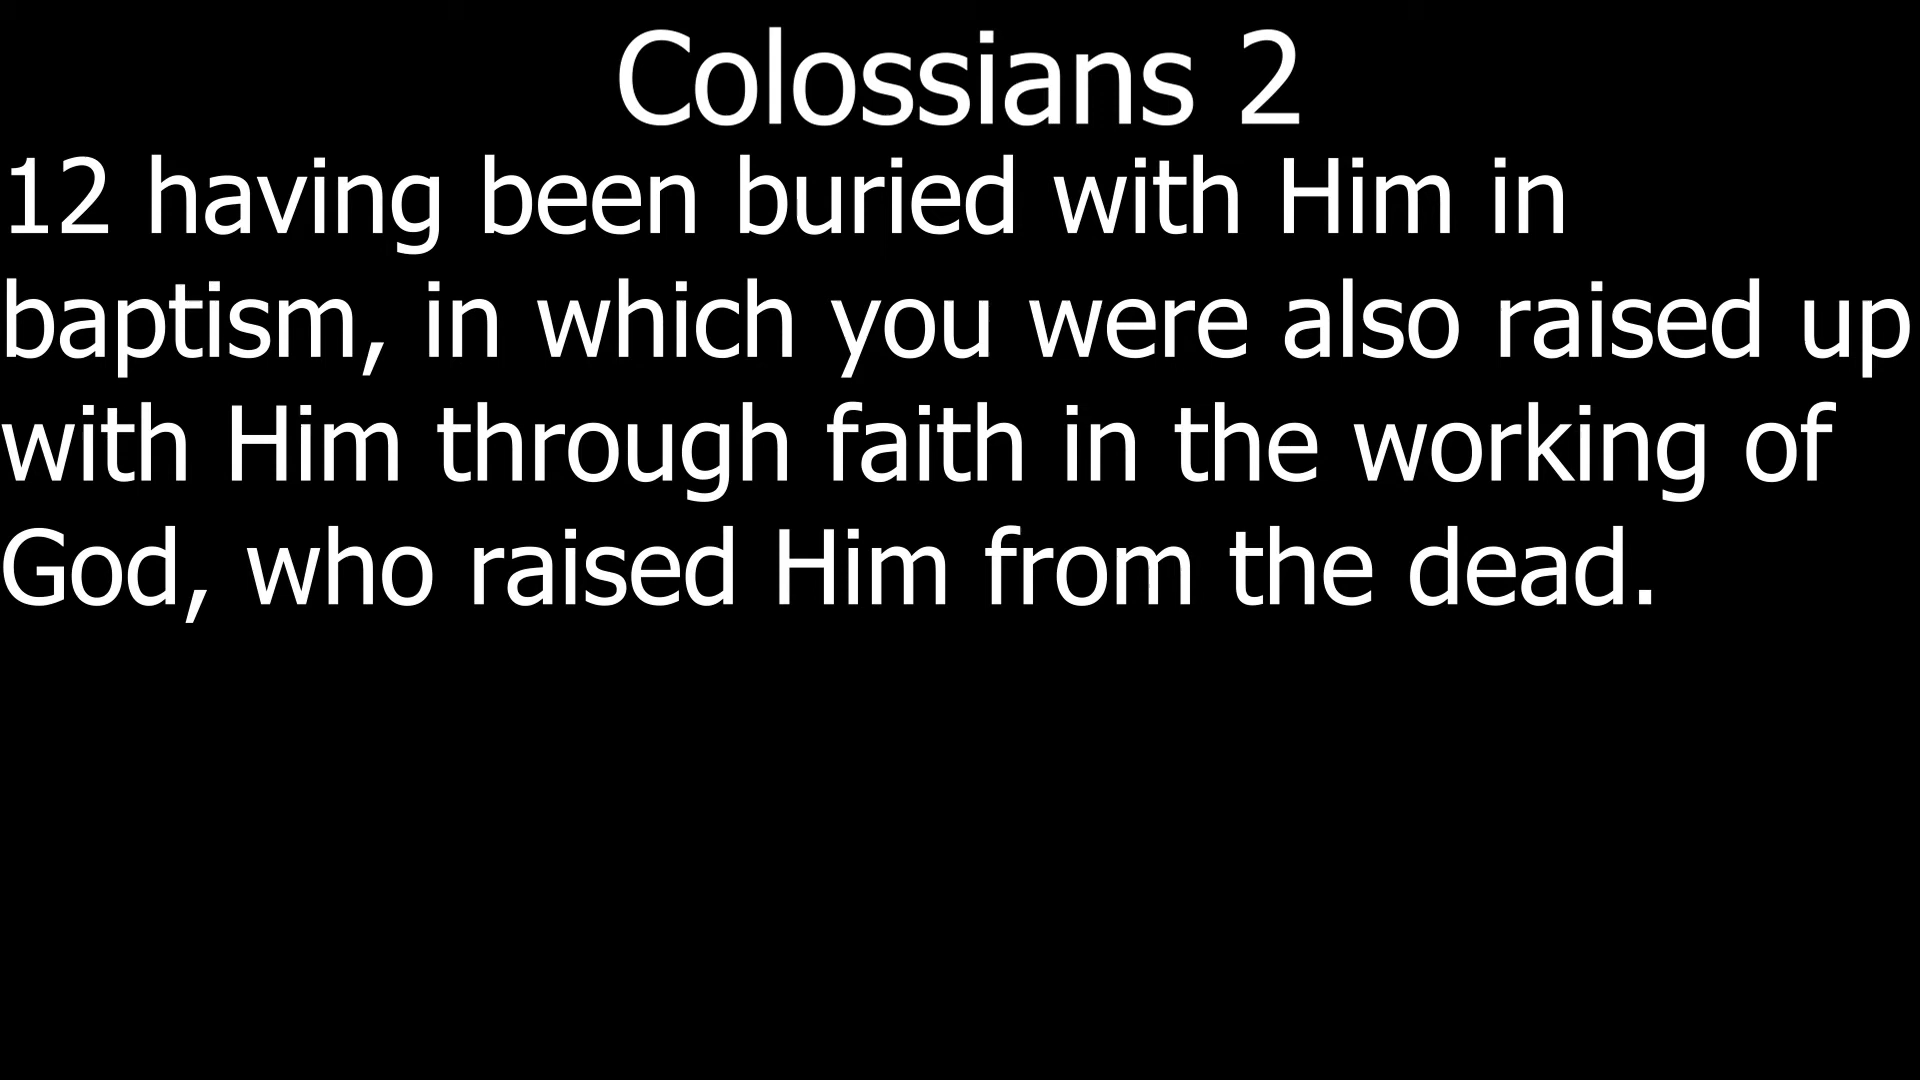 Colossians 2
12 having been buried with Him in
baptism, in which you were also raised up
with Him through faith in the working of
God, who raised Him from the dead.